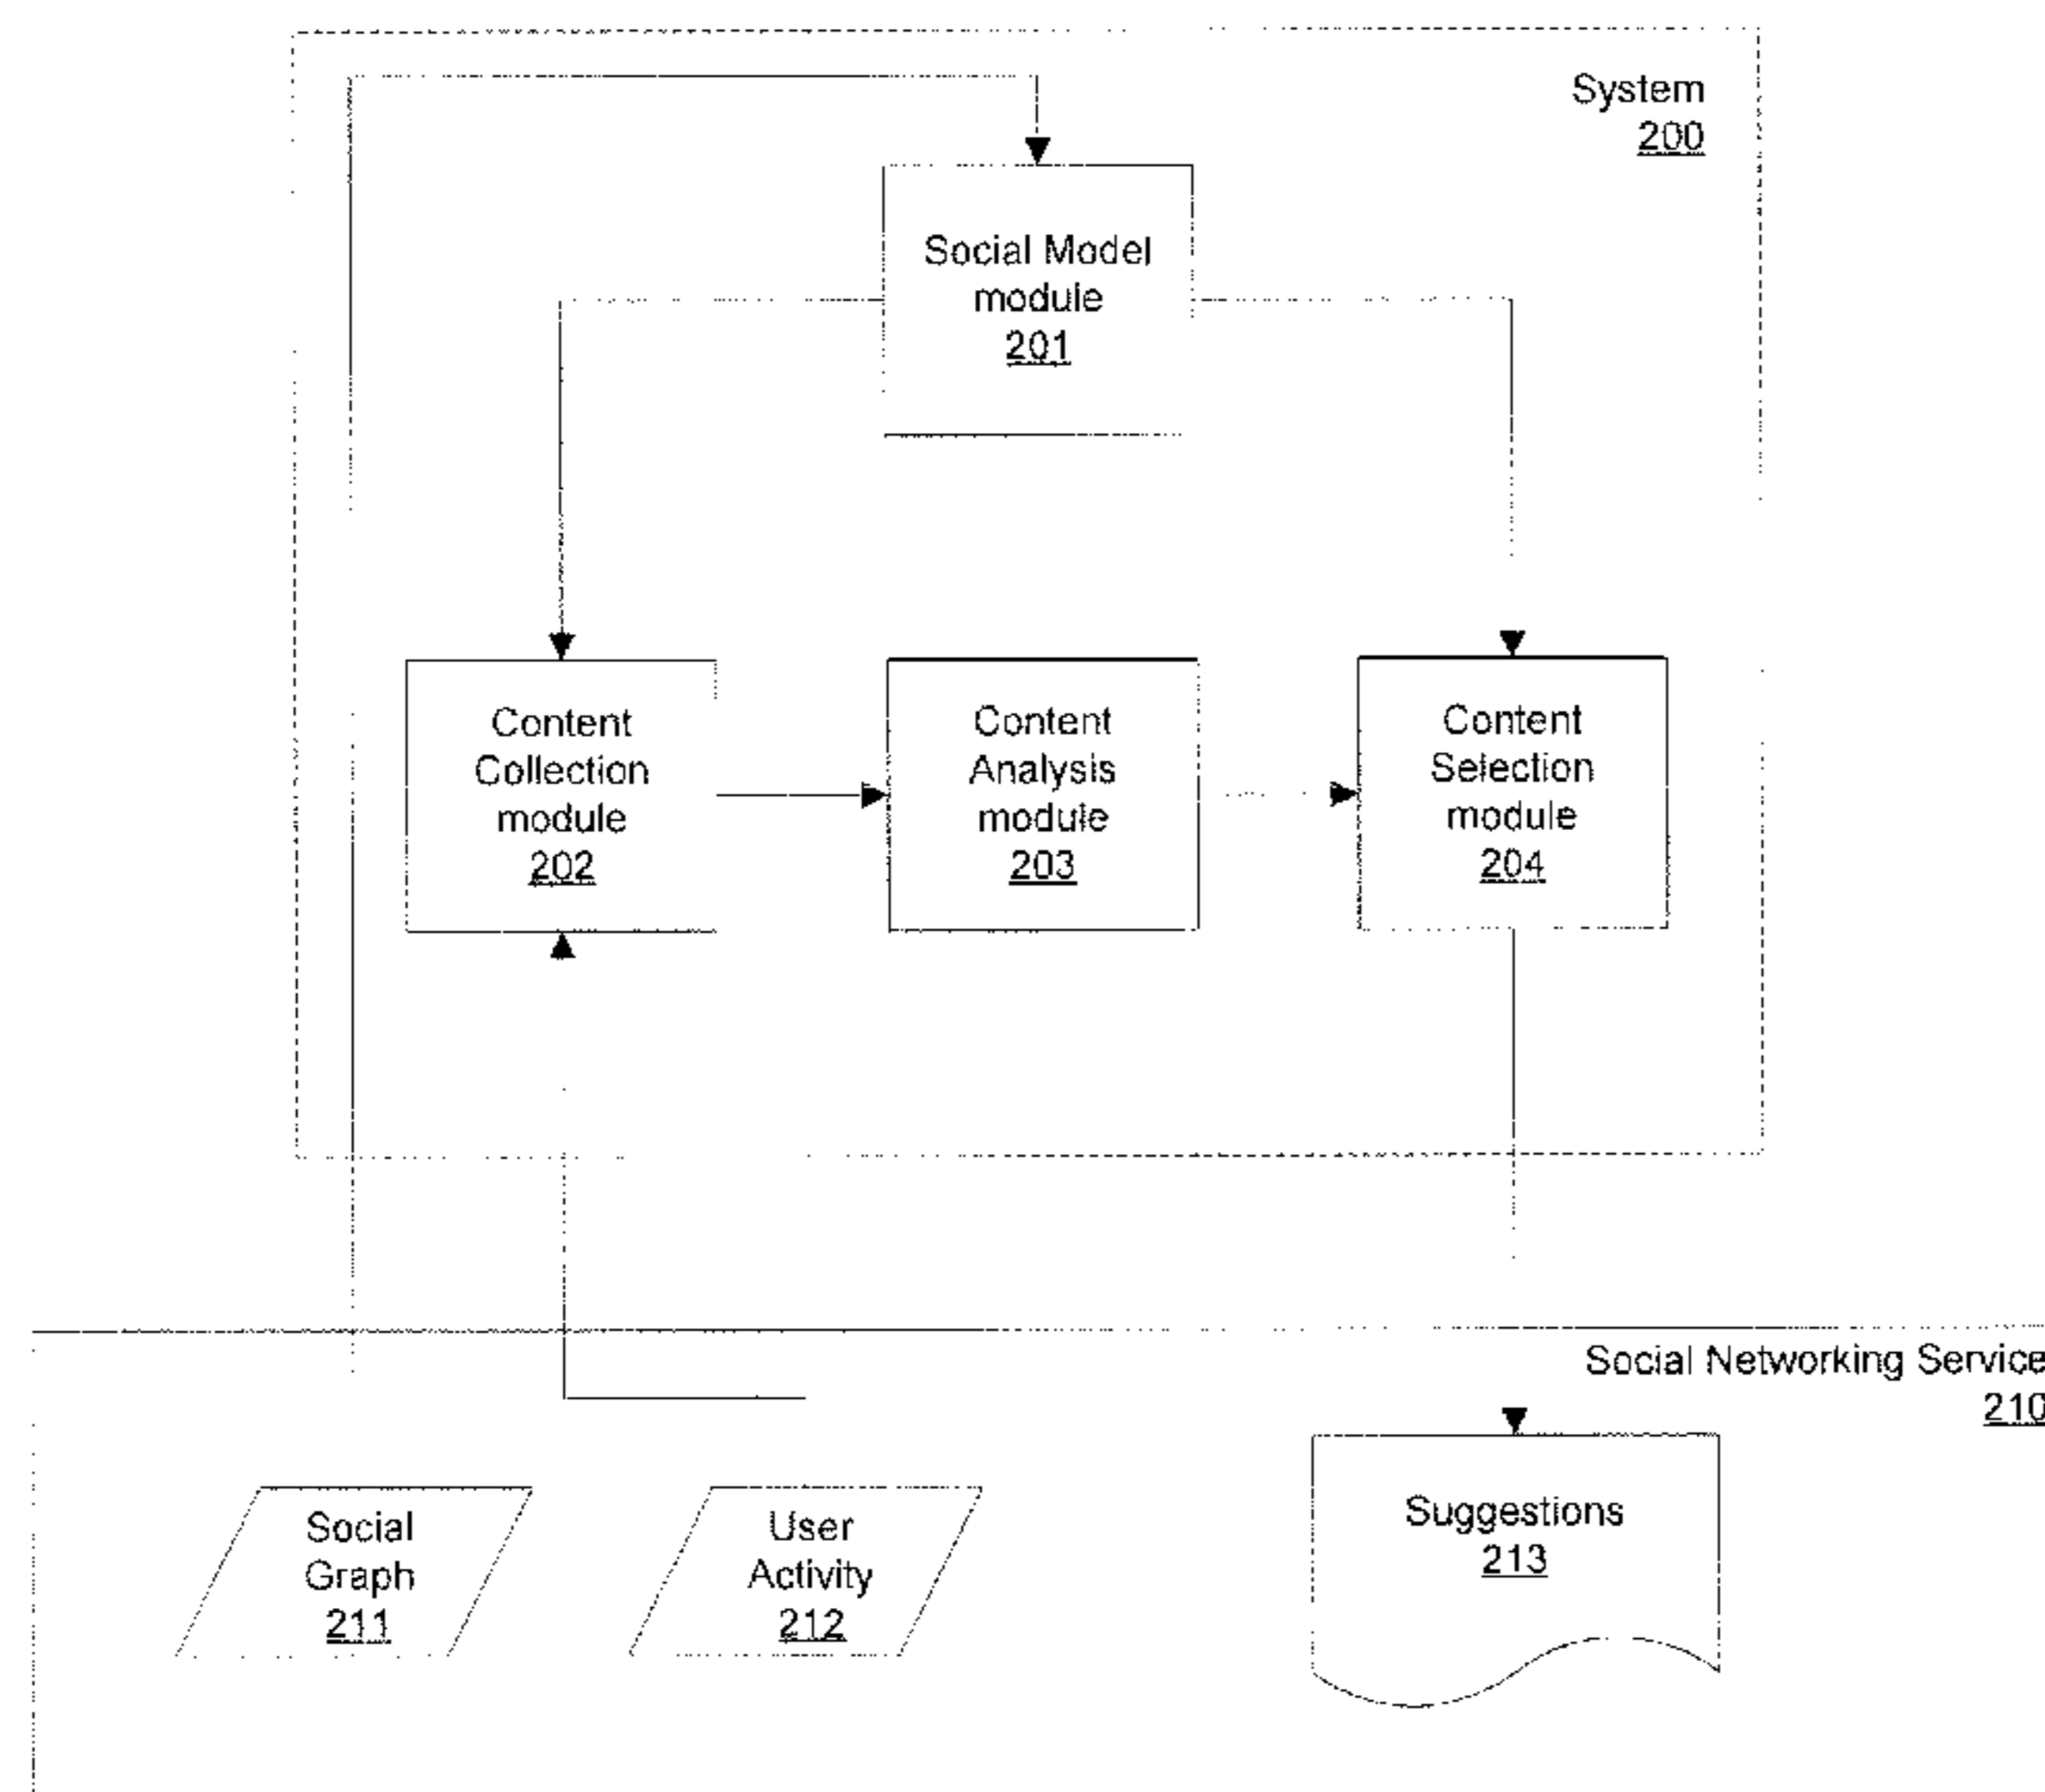 System
200
Social Model
module
201
Content
Collection
module
202
Content
Analysis
module
203
Content
Selection
module
204
Social Networking Service
210
Social
Graph
211
User
Activity
212
Suggestions
213